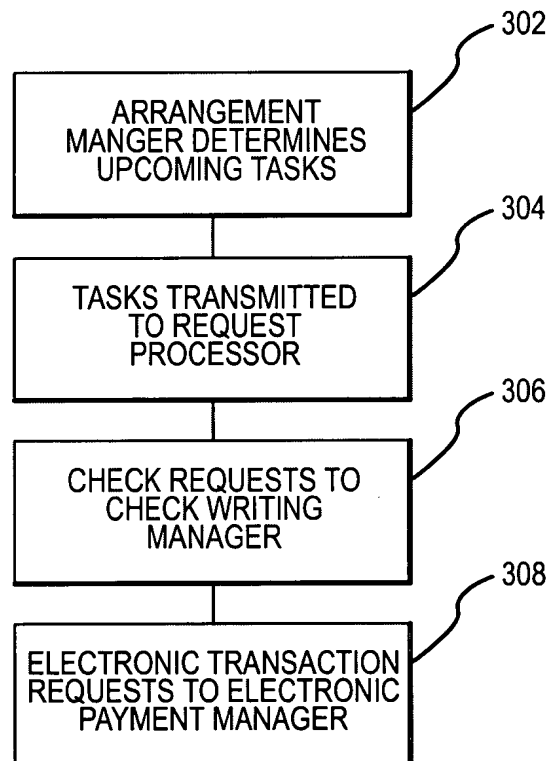 302
ARRANGEMENT
MANGER DETERMINES
UPCOMING TASKS
304
TASKS TRANSMITTED
TO REQUEST
PROCESSOR
306
CHECK REQUESTS TO
CHECK WRITING
MANAGER
308
ELECTRONIC TRANSACTION
REQUESTS TO ELECTRONIC
PAYMENT MANAGER